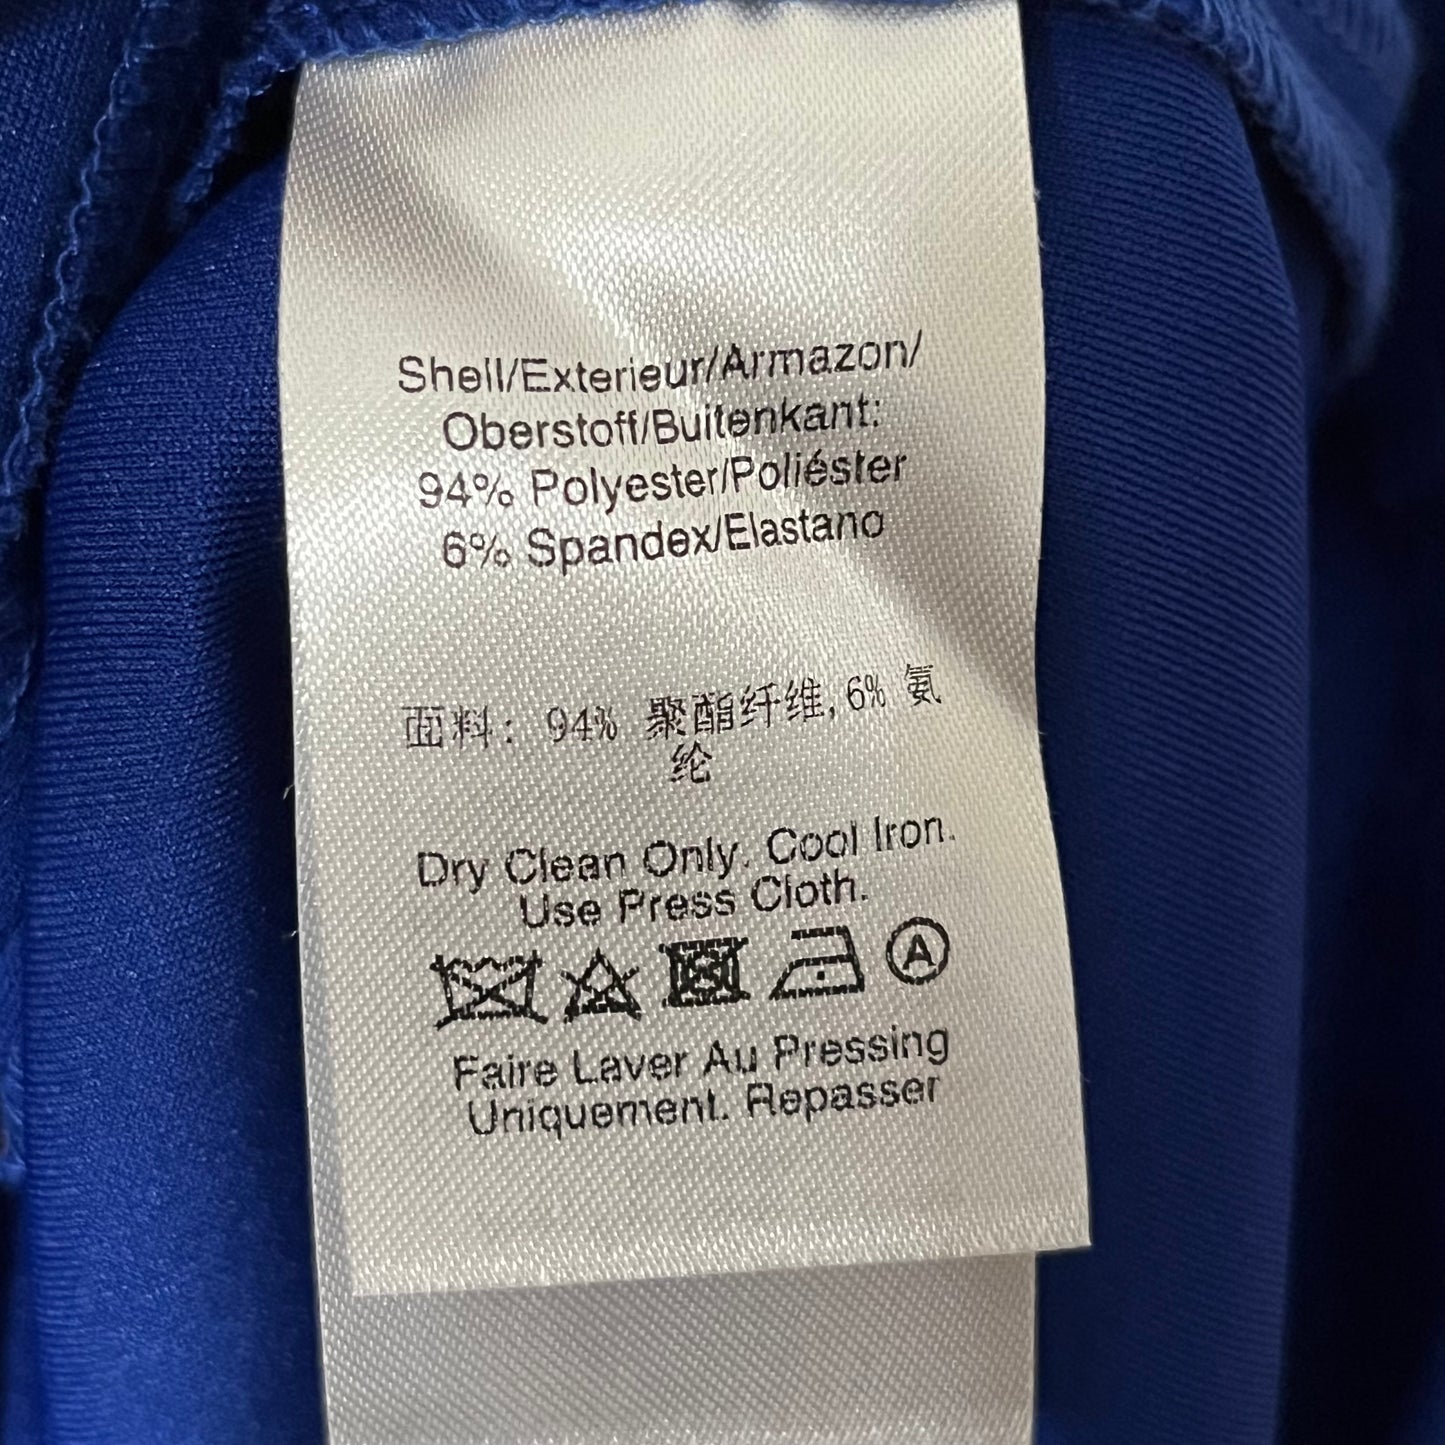 Shell/Exterieur/Armazon/
Oberstoff/Buitenkant:
94% Polyester/Poliéster
6% Spandex/Elastano
面料: 94% 聚酯纤维, 6% 氨
纶
Dry Clean Only. Cool Iron.
Use Press Cloth.
A
Faire Laver Au Pressing
Uniquement. Repasser